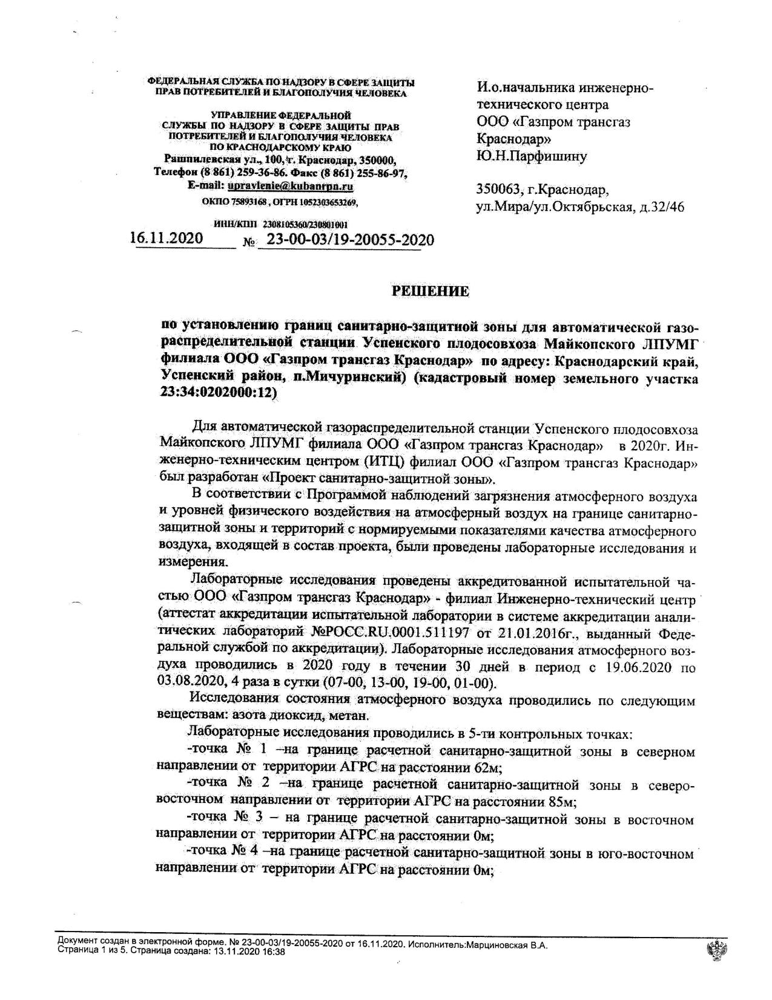 ФЕДЕРАЛЬНАЯ СЛУЖБА ПО НАДЗОРУ В СФЕРЕ ЗАЩИТЫ
ПРАВ ПОТРЕБИТЕЛЕЙ И БЛАГОПОЛУЧИЯ ЧЕЛОВЕКА
УПРАВЛЕНИЕ ФЕДЕРАЛЬНОЙ
СЛУЖБЫ ПО НАДЗОРУ В СФЕРЕ ЗАЩИТЫ ПРАВ
ПОТРЕБИТЕЛЕЙ И БЛАГОПОЛУЧИЯ ЧЕЛОВЕКА
ПО КРАСНОДАРСКОМУ КРАЮ
Рашпилевская ул., 100, г. Краснодар, 350000,
Телефон (8 861) 259-36-86. Факс (8 861) 255-86-97,
E-mail: upravlenie@kubanrpn.ru
ОКПО 75893168 , ОГРН 1052303653269,
ИНН/КПП 2308105360/230801001
16.11.2020 № 23-00-03/19-20055-2020
И.о.начальника инженерно-
технического центра
ООО «Газпром трансгаз
Краснодар»
Ю.Н.Парфишину
350063, г.Краснодар,
ул.Мира/ул.Октябрьская, д.32/46
РЕШЕНИЕ
по установлению границ санитарно-защитной зоны для автоматической газо-
распределительной станции Успенского плодосовхоза Майкопского ЛПУМГ
филиала ООО «Газпром трансгаз Краснодар» по адресу: Краснодарский край,
Успенский район, п.Мичуринский) (кадастровый номер земельного участка
23:34:0202000:12)
Для автоматической газораспределительной станции Успенского плодосовхоза
Майкопского ЛПУМГ филиала ООО «Газпром трансгаз Краснодар» в 2020г. Ин-
женерно-техническим центром (ИТЦ) филиал ООО «Газпром трансгаз Краснодар»
был разработан «Проект санитарно-защитной зоны».
В соответствии с Программой наблюдений загрязнения атмосферного воздуха
и уровней физического воздействия на атмосферный воздух на границе санитарно-
защитной зоны и территорий с нормируемыми показателями качества атмосферного
воздуха, входящей в состав проекта, были проведены лабораторные исследования и
измерения.
Лабораторные исследования проведены аккредитованной испытательной ча-
стью ООО «Газпром трансгаз Краснодар» - филиал Инженерно-технический центр
(аттестат аккредитации испытательной лаборатории в системе аккредитации анали-
тических лабораторий №РОСС.RU.0001.511197 от 21.01.2016г., выданный Феде-
ральной службой по аккредитации). Лабораторные исследования атмосферного воз-
духа проводились в 2020 году в течении 30 дней в период с 19.06.2020 по
03.08.2020, 4 раза в сутки (07-00, 13-00, 19-00, 01-00).
Исследования состояния атмосферного воздуха проводились по следующим
веществам: азота диоксид, метан.
Лабораторные исследования проводились в 5-ти контрольных точках:
-точка № 1 –на границе расчетной санитарно-защитной зоны в северном
направлении от территории АГРС на расстоянии 62м;
-точка № 2 –на границе расчетной санитарно-защитной зоны в северо-
восточном направлении от территории АГРС на расстоянии 85м;
-точка № 3 – на границе расчетной санитарно-защитной зоны в восточном
направлении от территории АГРС на расстоянии 0м;
-точка № 4 –на границе расчетной санитарно-защитной зоны в юго-восточном
направлении от территории АГРС на расстоянии 0м;
Документ создан в электронной форме. № 23-00-03/19-20055-2020 от 16.11.2020. Исполнитель:Марциновская В.А.
Страница 1 из 5. Страница создана: 13.11.2020 16:38